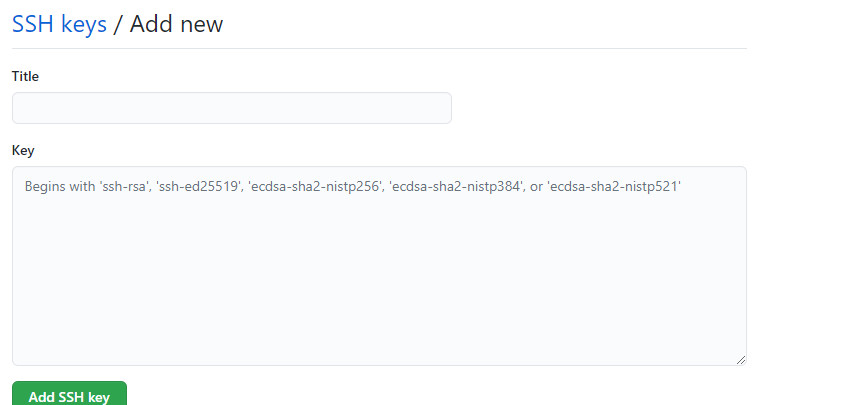 SSH keys / Add new
Title
Key
Begins with 'ssh-rsa', 'ssh-ed25519', 'ecdsa-sha2-nistp256', 'ecdsa-sha2-nistp384', or 'ecdsa-sha2-nistp521'
Add SSH key